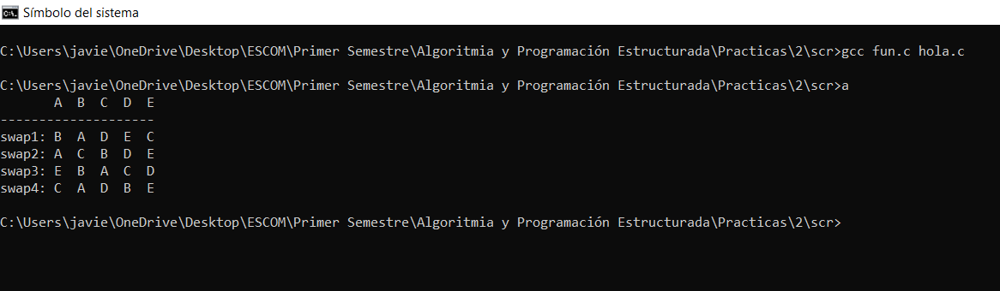 Símbolo del sistema
C:\Users\javie\OneDrive\Desktop\ESCOM\Primer Semestre\Algoritmia y Programación Estructurada\Practicas\2\scr>gcc fun.c hola.c
C:\Users\javie\OneDrive\Desktop\ESCOM\Primer Semestre\Algoritmia y Programación Estructurada\Practicas\2\scr>a
A B C D E
--------------------
swap1: B A D E C
swap2: A C B D E
swap3: E B A C D
swap4: C A D B E
C:\Users\javie\OneDrive\Desktop\ESCOM\Primer Semestre\Algoritmia y Programación Estructurada\Practicas\2\scr>